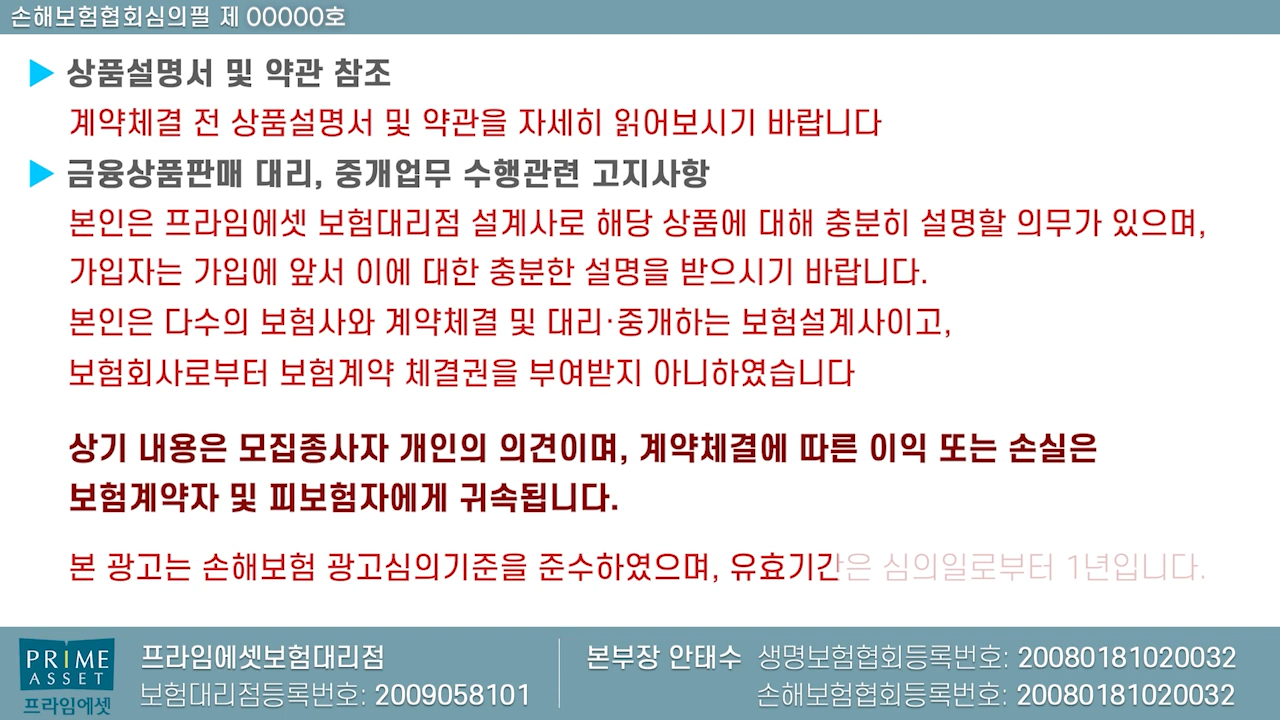 손해보험협회심의필 제 00000호
▶ 상품설명서 및 약관 참조
계약체결 전 상품설명서 및 약관을 자세히 읽어보시기 바랍니다
▶ 금융상품판매 대리, 중개업무 수행관련 고지사항
본인은 프라임에셋 보험대리점 설계사로 해당 상품에 대해 충분히 설명할 의무가 있으며,
가입자는 가입에 앞서 이에 대한 충분한 설명을 받으시기 바랍니다.
본인은 다수의 보험사와 계약체결 및 대리·중개하는 보험설계사이고,
보험회사로부터 보험계약 체결권을 부여받지 아니하였습니다
상기 내용은 모집종사자 개인의 의견이며, 계약체결에 따른 이익 또는 손실은
보험계약자 및 피보험자에게 귀속됩니다.
본 광고는 손해보험 광고심의기준을 준수하였으며, 유효기간은 심의일로부터 1년입니다.
PRIME
ASSET
프라임에셋
프라임에셋보험대리점
보험대리점등록번호: 2009058101
본부장 안태수 생명보험협회등록번호: 20080181020032
손해보험협회등록번호: 20080181020032